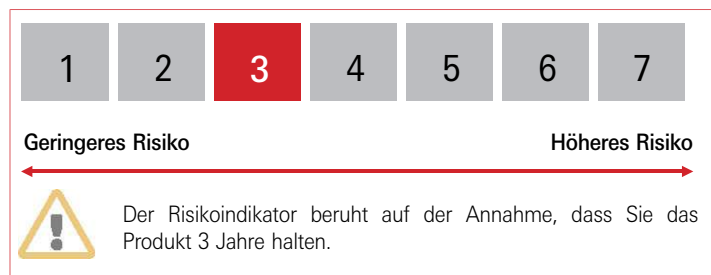 1 2 3 4 5 6 7
Geringeres Risiko Höheres Risiko
Der Risikoindikator beruht auf der Annahme, dass Sie das
Produkt 3 Jahre halten.